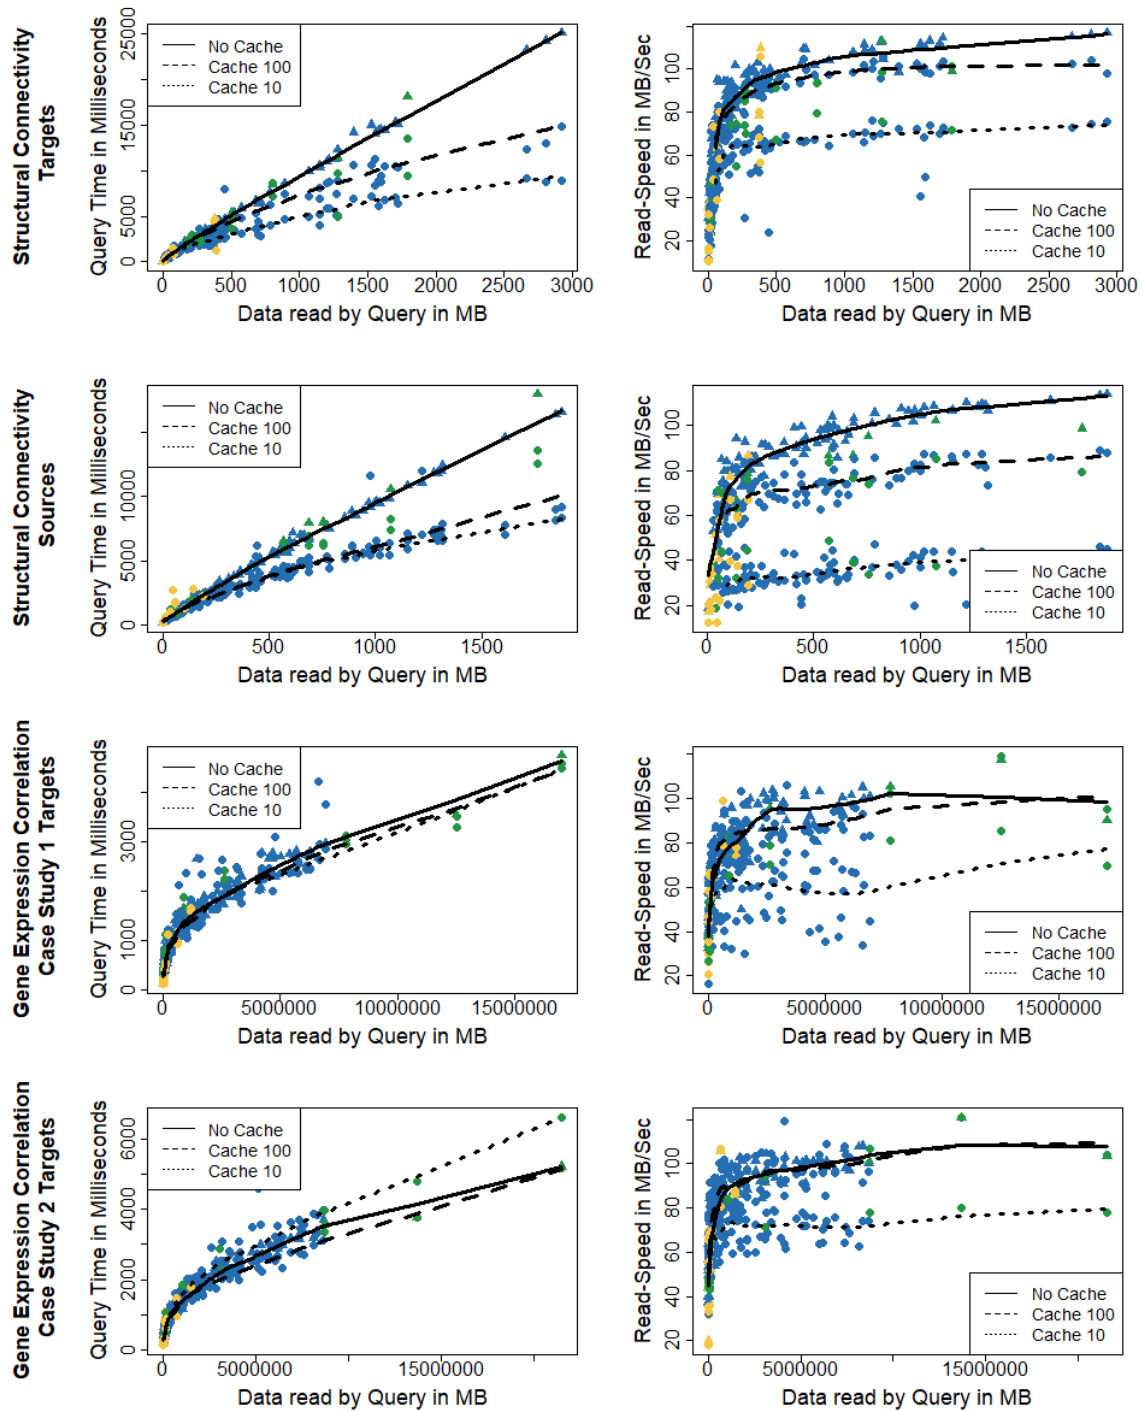 Structural Connectivity
Targets
Query Time in Milliseconds
0 5000 15000 25000
No Cache
Cache 100
Cache 10
0 500 1000 1500 2000 2500 3000
Data read by Query in MB
Read-Speed in MB/Sec
20 40 60 80 100
No Cache
Cache 100
Cache 10
0 500 1000 1500 2000 2500 3000
Data read by Query in MB
Structural Connectivity
Sources
Query Time in Milliseconds
0 5000 10000
No Cache
Cache 100
Cache 10
0 500 1000 1500
Data read by Query in MB
Read-Speed in MB/Sec
20 40 60 80 100
No Cache
Cache 100
Cache 10
0 500 1000 1500
Data read by Query in MB
Gene Expression Correlation
Case Study 1 Targets
Query Time in Milliseconds
0 1000 3000
No Cache
Cache 100
Cache 10
0 5000000 10000000 15000000
Data read by Query in MB
Read-Speed in MB/Sec
20 40 60 80 100
No Cache
Cache 100
Cache 10
0 5000000 15000000
Data read by Query in MB
Gene Expression Correlation
Case Study 2 Targets
Query Time in Milliseconds
0 2000 4000 6000
No Cache
Cache 100
Cache 10
0 5000000 15000000
Data read by Query in MB
Read-Speed in MB/Sec
20 40 60 80 100
No Cache
Cache 100
Cache 10
0 5000000 15000000
Data read by Query in MB